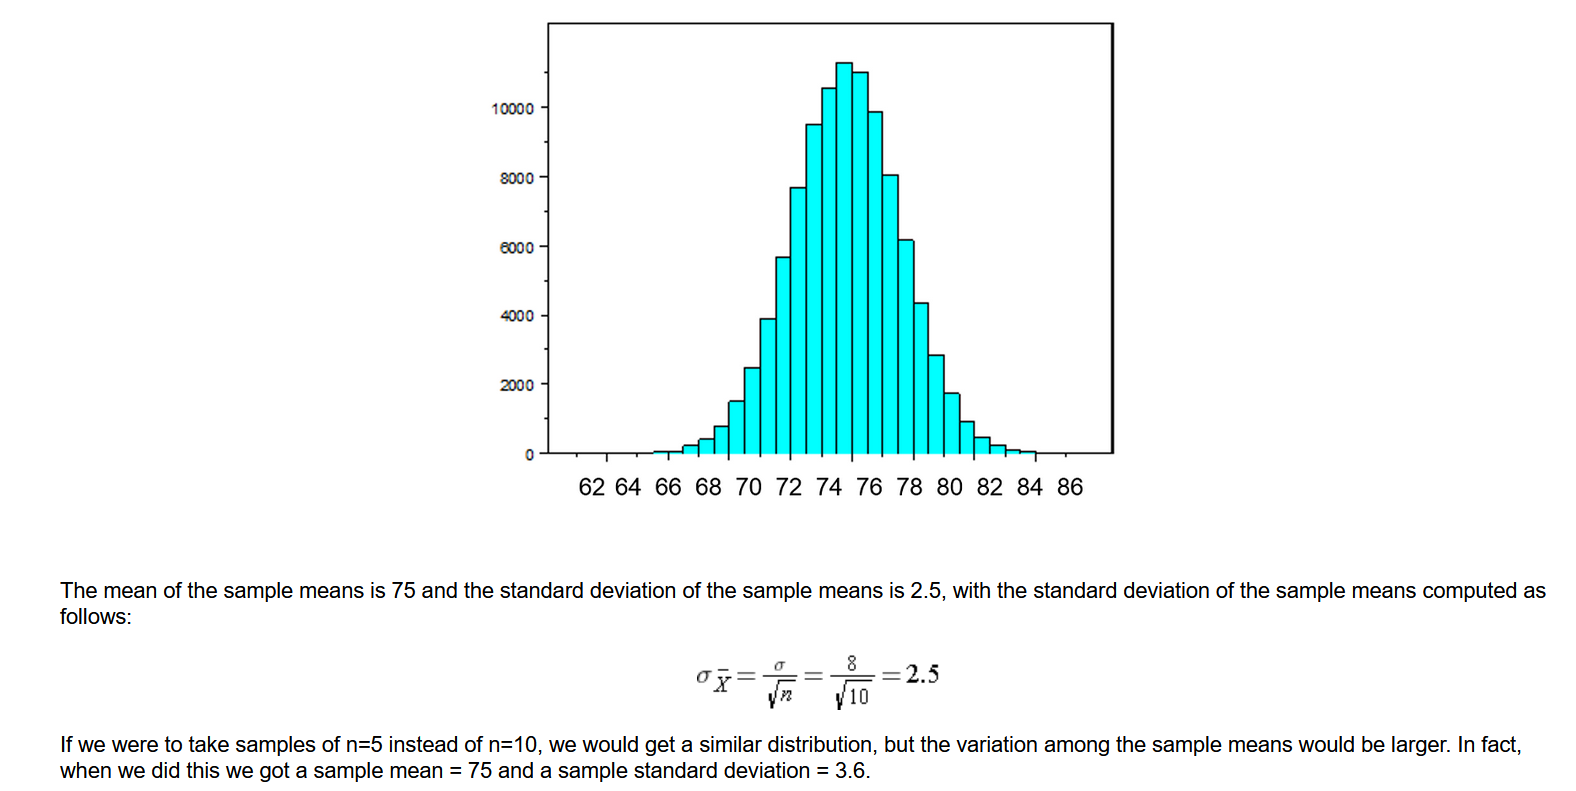 10000
8000
6000
4000
2000
0
62 64 66 68 70 72 74 76 78 80 82 84 86
The mean of the sample means is 75 and the standard deviation of the sample means is 2.5, with the standard deviation of the sample means computed as
follows:
σX̄ = σ/√n = 8/√10 = 2.5
If we were to take samples of n=5 instead of n=10, we would get a similar distribution, but the variation among the sample means would be larger. In fact,
when we did this we got a sample mean = 75 and a sample standard deviation = 3.6.